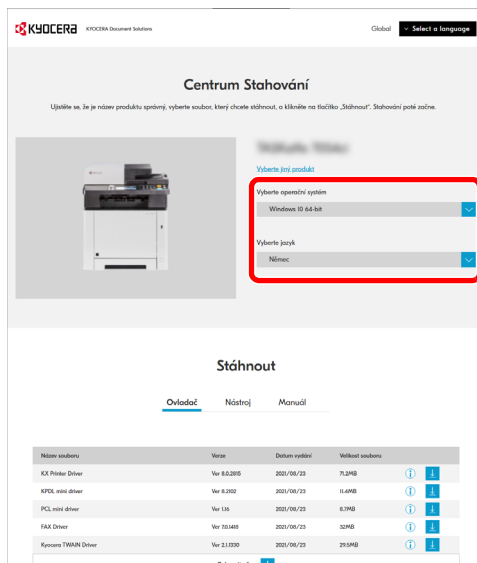 KYOCERA KYOCERA Document Solutions Global Select a language
Centrum Stahování
Ujistěte se, že je název produktu správný, vyberte soubor, který chcete stáhnout, a klikněte na tlačítko „Stáhnout". Stahování poté začne.
Vyberte jiný produkt
Vyberte operační systém
Windows 10 64-bit
Vyberte jazyk
Němec
Stáhnout
Ovladač Nástroj Manuál
Název souboru Verze Datum vydání Velikost souboru
KX Printer Driver Ver 8.0.2815 2021/08/23 71.2MB
KPDL mini driver Ver 8.2102 2021/08/23 11.4MB
PCL mini driver Ver 1.16 2021/08/23 8.7MB
FAX Driver Ver 7.0.1418 2021/08/23 32MB
Kyocera TWAIN Driver Ver 2.1.1330 2021/08/23 29.5MB